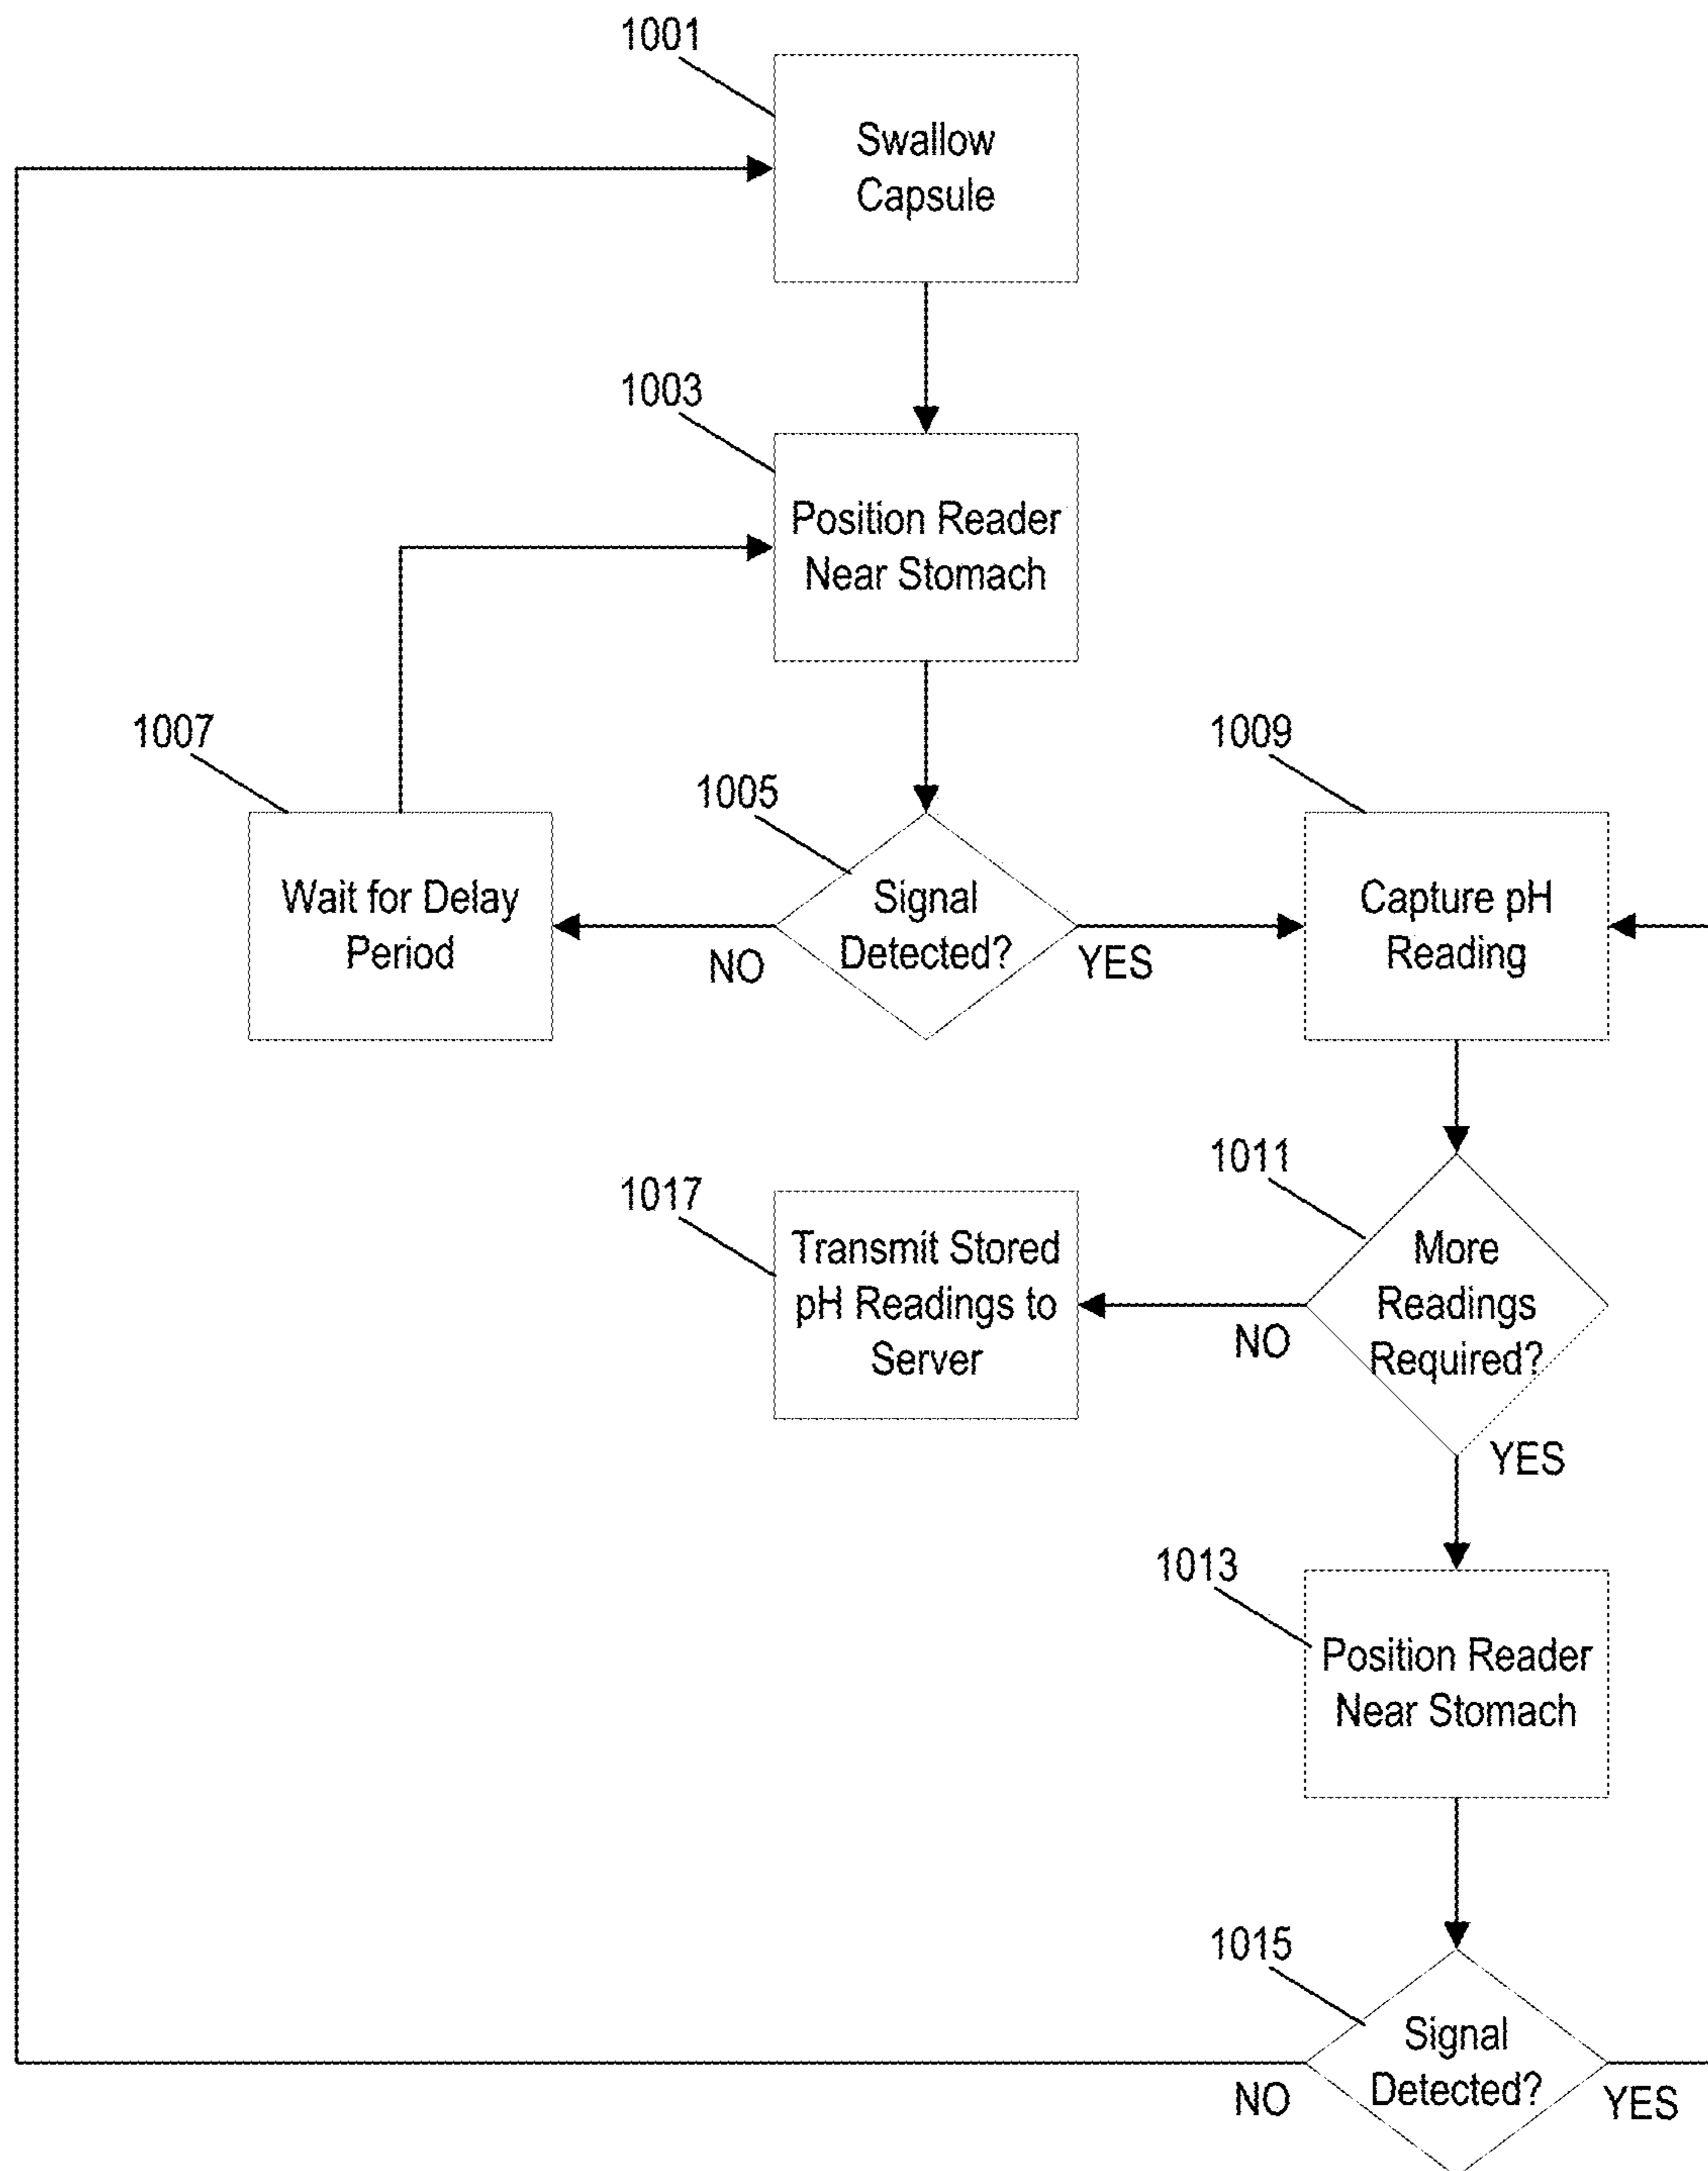 1001
Swallow
Capsule
1003
Position Reader
Near Stomach
1007
Wait for Delay
Period
1005
Signal
Detected?
NO
YES
1009
Capture pH
Reading
1011
More
Readings
Required?
NO
YES
1017
Transmit Stored
pH Readings to
Server
1013
Position Reader
Near Stomach
1015
Signal
Detected?
NO
YES